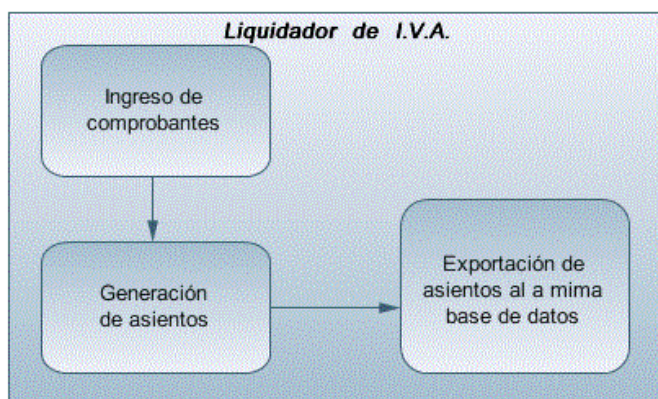 Liquidador de I.V.A.
Ingreso de
comprobantes
Generación
de asientos
Exportación de
asientos al a mima
base de datos